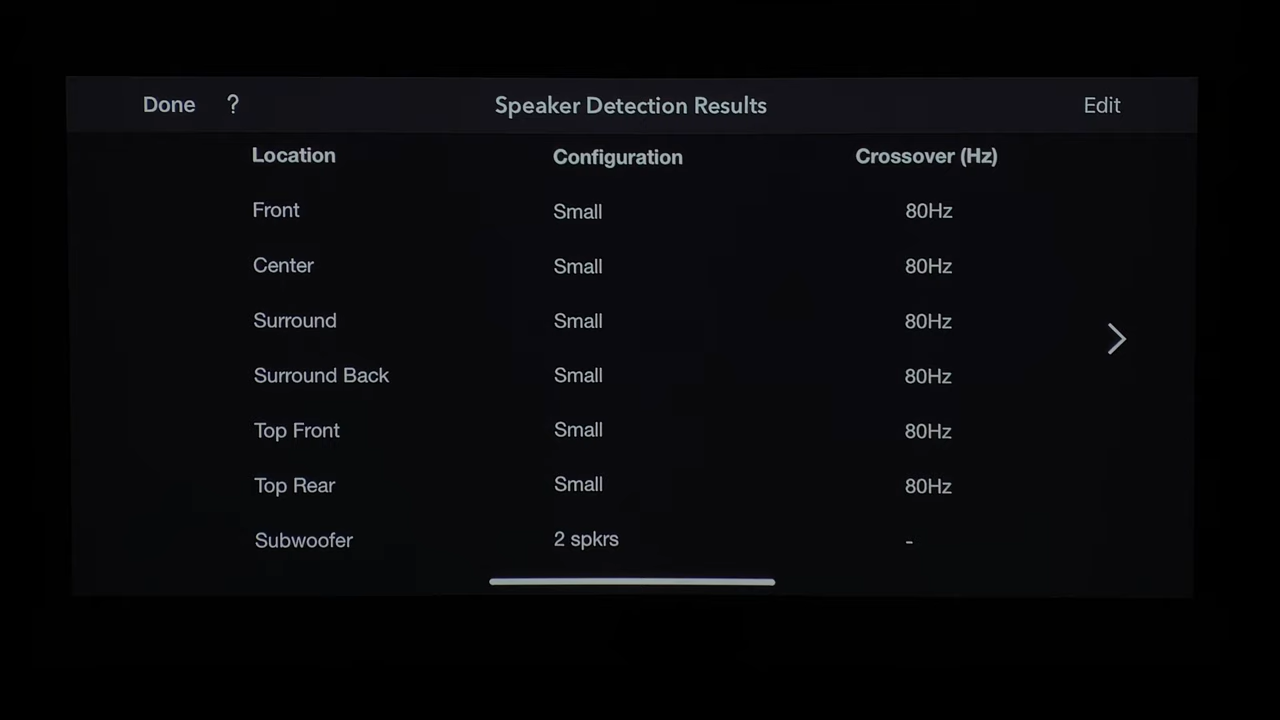 Done ? Speaker Detection Results Edit
Location Configuration Crossover (Hz)
Front Small 80Hz
Center Small 80Hz
Surround Small 80Hz
Surround Back Small 80Hz
Top Front Small 80Hz
Top Rear Small 80Hz
Subwoofer 2 spkrs -